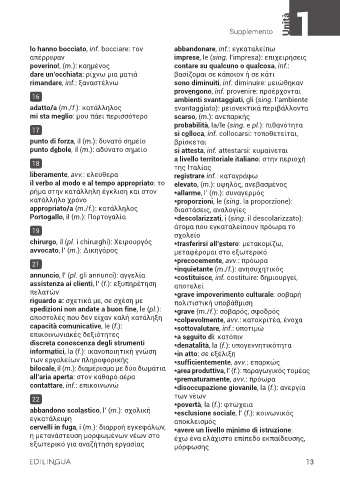 Supplemento
Unità 1
lo hanno bocciato, inf. bocciare: τον
απέρριψαν
poverino!, (m.): καημένος
dare un'occhiata: ρίχνω μια ματιά
rimandare, inf.: ξαναστέλνω
16
adatto/a (m./f.): κατάλληλος
mi sta meglio: μου πάει περισσότερο
17
punto di forza, il (m.): δυνατό σημείο
punto debole, il (m.): αδύνατο σημείο
18
liberamente, avv.: ελεύθερα
il verbo al modo e al tempo appropriato: το
ρήμα στην κατάλληλη έγκλιση και στον
κατάλληλο χρόνο
appropriato/a (m./f.): κατάλληλος
Portogallo, il (m.): Πορτογαλία
19
chirurgo, il (pl. i chirurghi): Χειρουργός
avvocato, l' (m.): Δικηγόρος
21
annuncio, l' (pl. gli annunci): αγγελία
assistenza ai clienti, l' (f.): εξυπηρέτηση
πελατών
riguardo a: σχετικά με, σε σχέση με
spedizioni non andate a buon fine, le (pl.):
αποστολές που δεν είχαν καλή κατάληξη
capacità comunicative, le (f.);
επικοινωνιακές δεξιότητες
discreta conoscenza degli strumenti
informatici, la (f.): ικανοποιητική γνώση
των εργαλείων πληροφορικής
bilocale, il (m.): διαμέρισμα με δύο δωμάτια
all'aria aperta: στον καθαρό αέρα
contattare, inf.: επικοινωνώ
22
abbandono scolastico, l' (m.): σχολική
εγκατάλειψη
cervelli in fuga, i (m.): διαρροή εγκεφάλων,
η μετανάστευση μορφωμένων νέων στο
εξωτερικό για αναζήτηση εργασίας
abbandonare, inf.: εγκαταλείπω
imprese, le (sing. l'impresa): επιχειρήσεις
contare su qualcuno o qualcosa, inf.:
βασίζομαι σε κάποιον ή σε κάτι
sono diminuiti, inf. diminuire: μειώθηκαν
provengono, inf. provenire: προέρχονται
ambienti svantaggiati, gli (sing. l'ambiente
svantaggiato): μειονεκτικά περιβάλλοντα
scarso, (m.): ανεπαρκής
probabilità, la/le (sing. e pl.): πιθανότητα
si colloca, inf. collocarsi: τοποθετείται,
βρίσκεται
si attesta, inf. attestarsi: κυμαίνεται
a livello territoriale italiano: στην περιοχή
της Ιταλίας
registrare inf.: καταγράφω
elevato, (m.): υψηλός, ανεβασμένος
•allarme, l' (m.): συναγερμός
•proporzioni, le (sing. la proporzione):
διαστάσεις, αναλογίες
•descolarizzati, i (sing. il descolarizzato):
άτομα που εγκαταλείπουν πρόωρα το
σχολείο
•trasferirsi all'estero: μετακομίζω,
μεταφέρομαι στο εξωτερικό
•precocemente, avv.: πρόωρα
•inquietante (m./f.): ανησυχητικός
•costituisce, inf. costituire: δημιουργεί,
αποτελεί
•grave impoverimento culturale: σοβαρή
πολιτιστική υποβάθμιση
•grave (m./f.): σοβαρός, σφοδρός
•colpevolmente, avv.: κατακριτέα, ένοχα
•sottovalutare, inf.: υποτιμώ
•a seguito di: κατόπιν
•denatalità, la (f.): υπογεννητικότητα
•in atto: σε εξέλιξη
•sufficientemente, avv.: επαρκώς
•area produttiva, l' (f.): παραγωγικός τομέας
•prematuramente, avv.: πρόωρα
•disoccupazione giovanile, la (f.): ανεργία
των νέων
•povertà, la (f.): φτώχεια
•esclusione sociale, l' (f.): κοινωνικός
αποκλεισμός
•avere un livello minimo di istruzione:
έχω ένα ελάχιστο επίπεδο εκπαίδευσης,
μόρφωσης
EDILINGUA
13